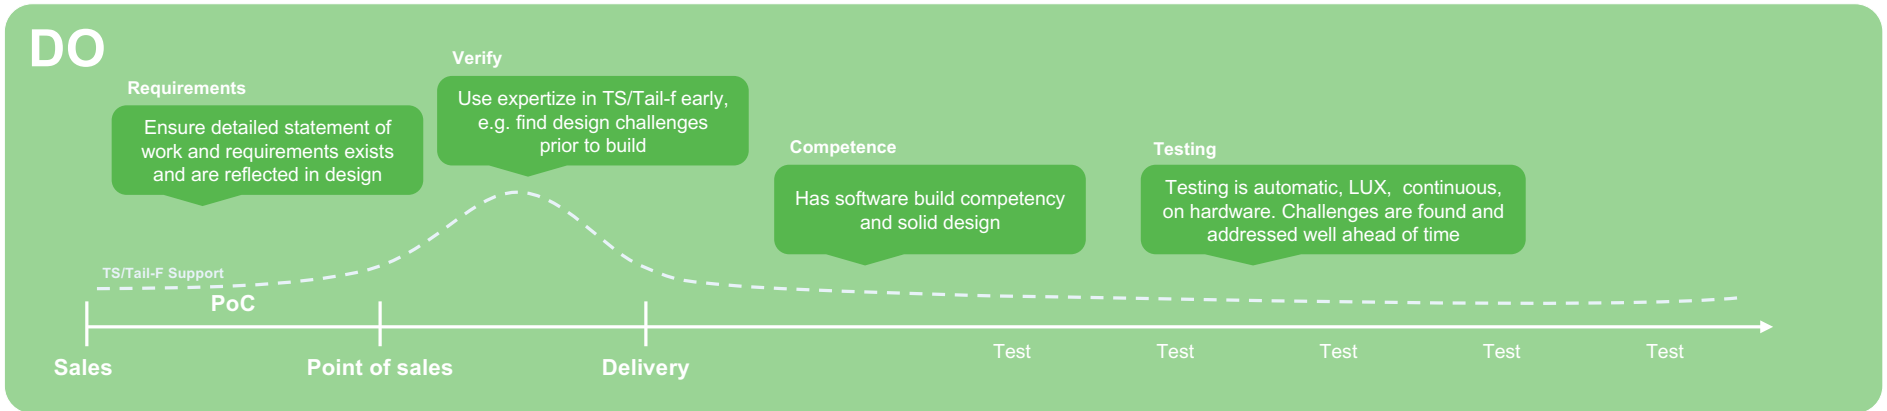 DO
Requirements
Ensure detailed statement of
work and requirements exists
and are reflected in design
Verify
Use expertize in TS/Tail-f early,
e.g. find design challenges
prior to build
Competence
Has software build competency
and solid design
Testing
Testing is automatic, LUX, continuous,
on hardware. Challenges are found and
addressed well ahead of time
TS/Tail-F Support
PoC
Sales
Point of sales
Delivery
Test
Test
Test
Test
Test